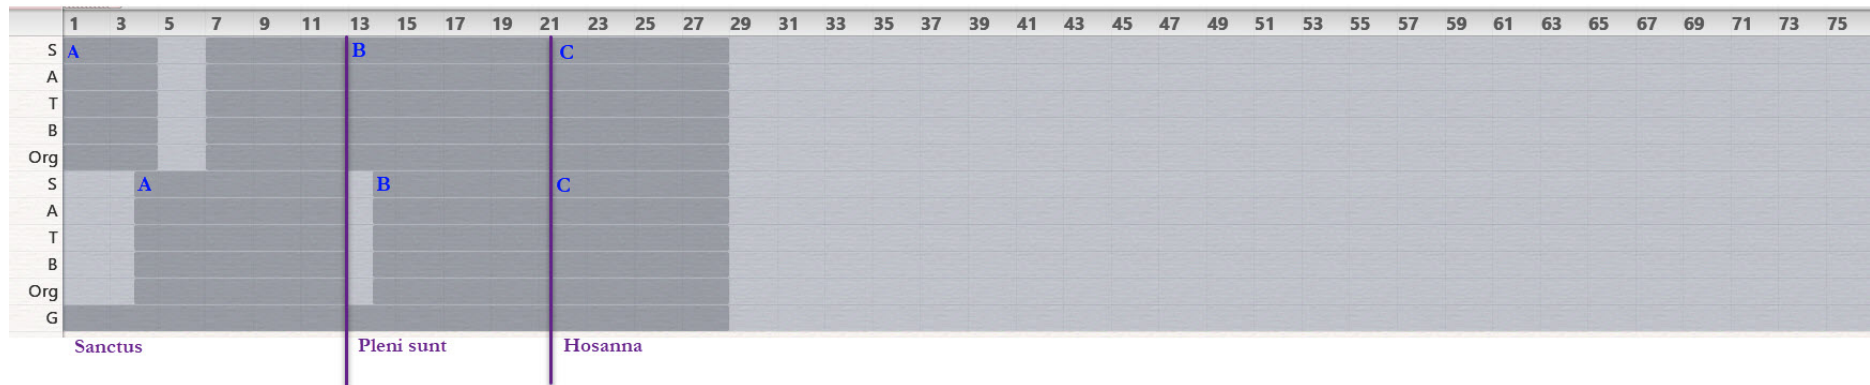 1 3 5 7 9 11 13 15 17 19 21 23 25 27 29 31 33 35 37 39 41 43 45 47 49 51 53 55 57 59 61 63 65 67 69 71 73 75
S A B C
A
T
B
Org
S A B C
A
T
B
Org
G
Sanctus Pleni sunt Hosanna